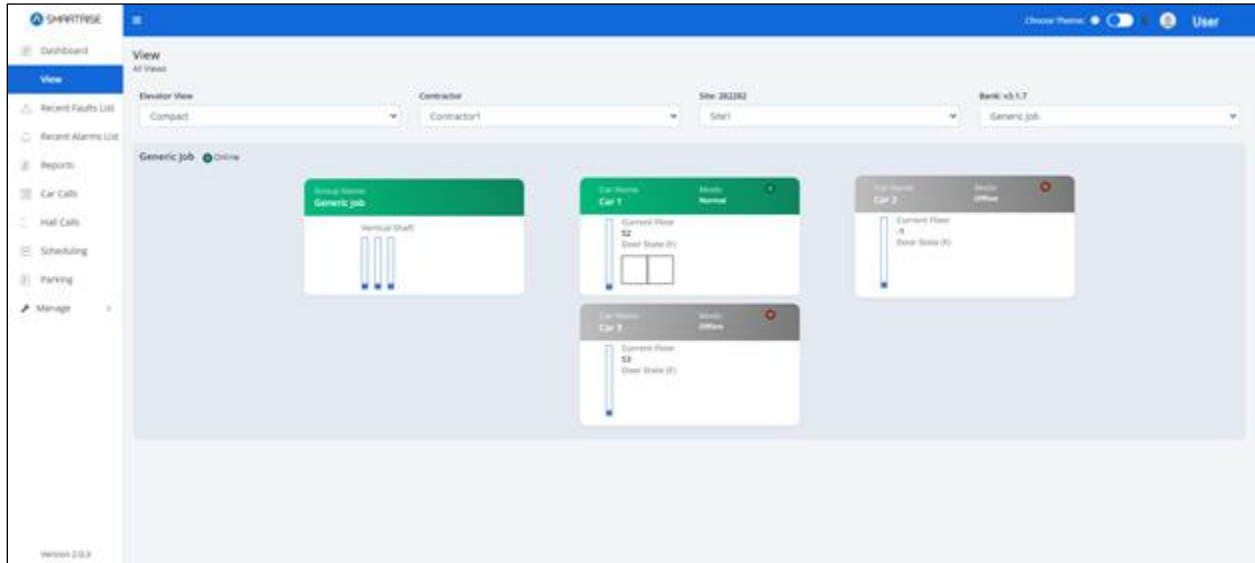 SMARTRISE
Choose Theme:
User
Dashboard
View
Recent Faults List
Recent Alarms List
Reports
Car Calls
Hall Calls
Scheduling
Parking
Manage
Version 2.0.3
View
All Views
Elevator View
Contractor
Site: 282282
Bank: v3.1.7
Compact
Contractor1
Site1
Generic Job
Generic Job Online
Group Name
Generic Job
Vertical Shaft
Car Name Mode
Car 1 Normal
Current Floor
S2
Door State (F)
Car Name Mode
Car 2 Offline
Current Floor
-1
Door State (F)
Car Name Mode
Car 3 Offline
Current Floor
S3
Door State (F)